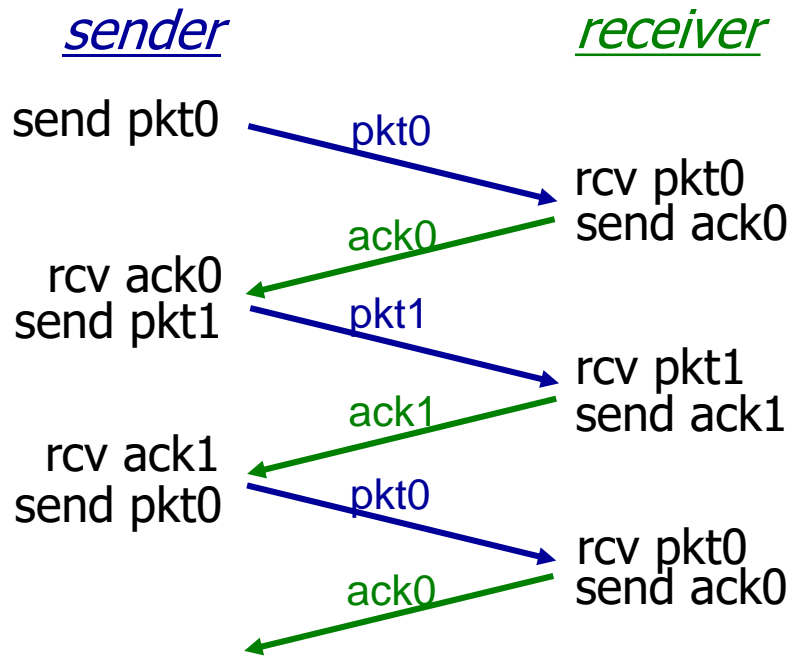 sender receiver
send pkt0
pkt0
rcv pkt0
send ack0
ack0
rcv ack0
send pkt1
pkt1
rcv pkt1
send ack1
ack1
rcv ack1
send pkt0
pkt0
rcv pkt0
send ack0
ack0